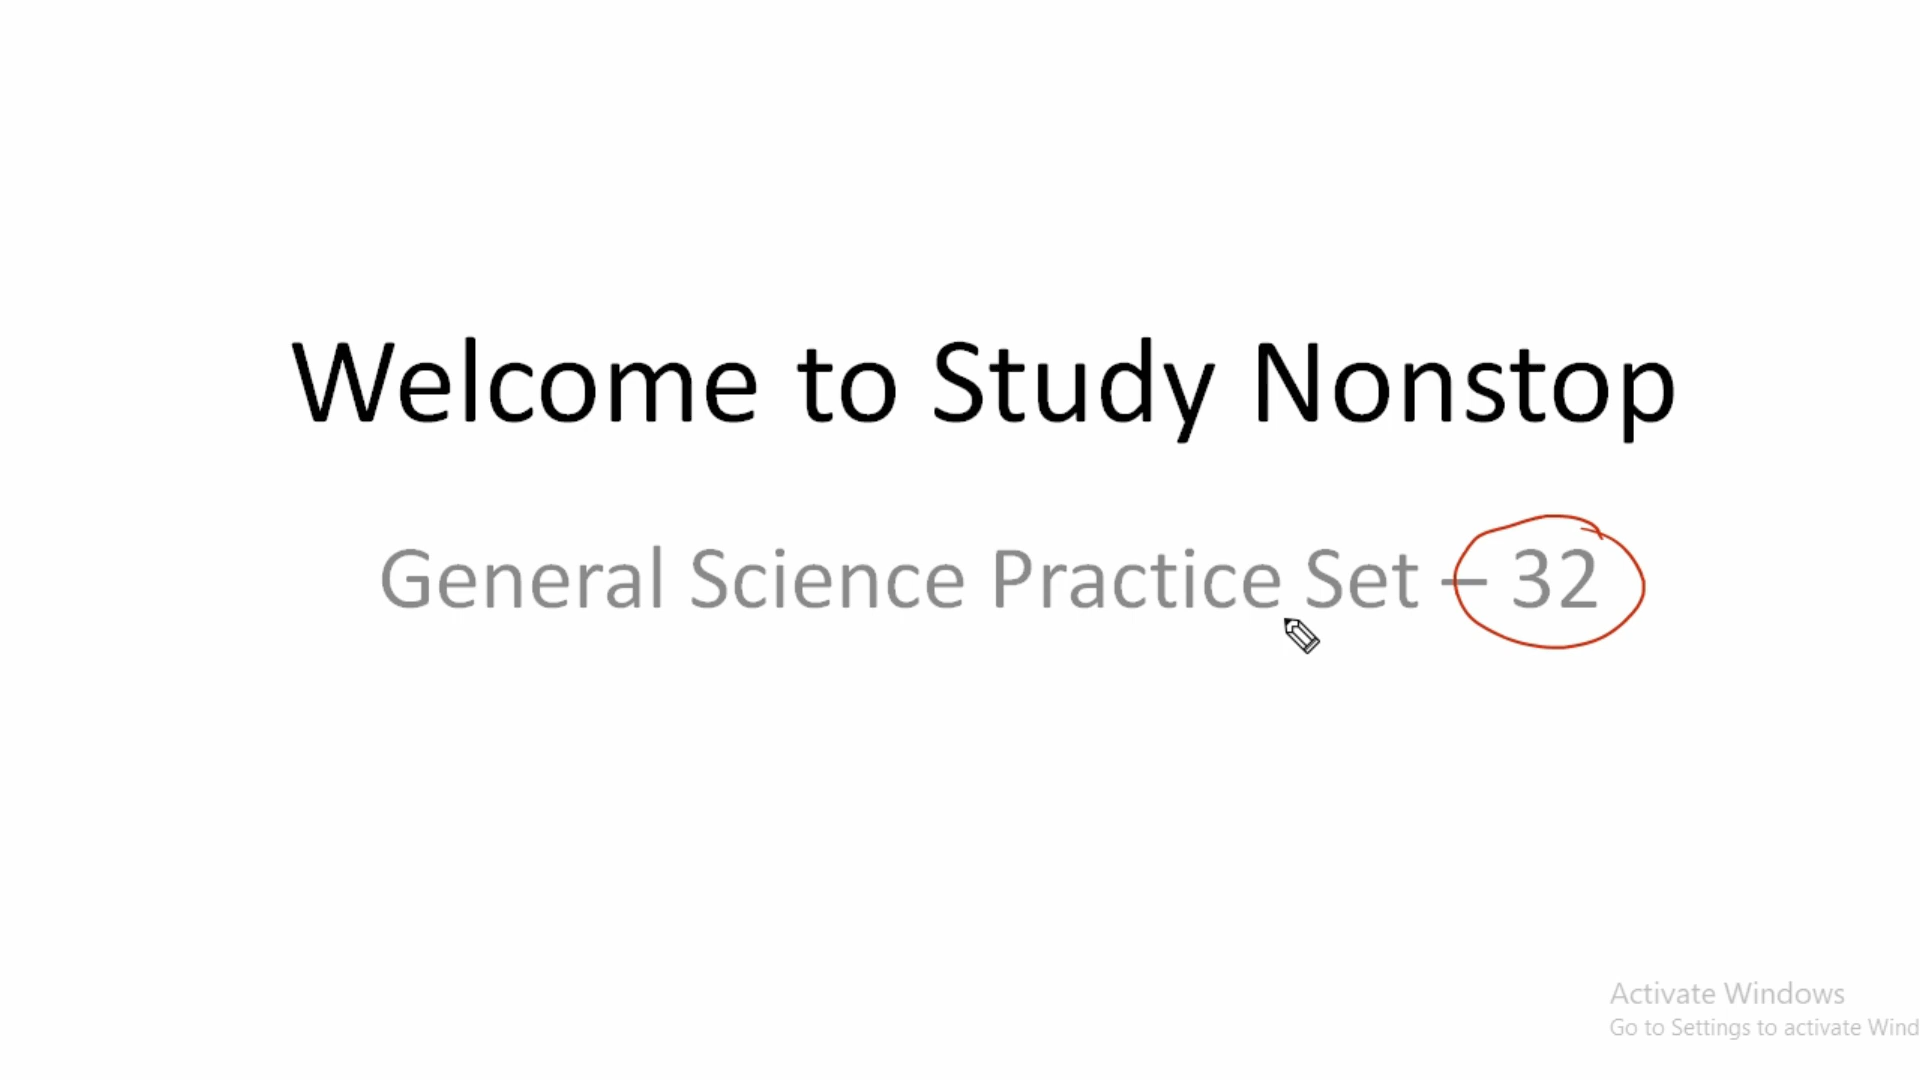 Welcome to Study Nonstop
General Science Practice Set – 32
Activate Windows
Go to Settings to activate Wind